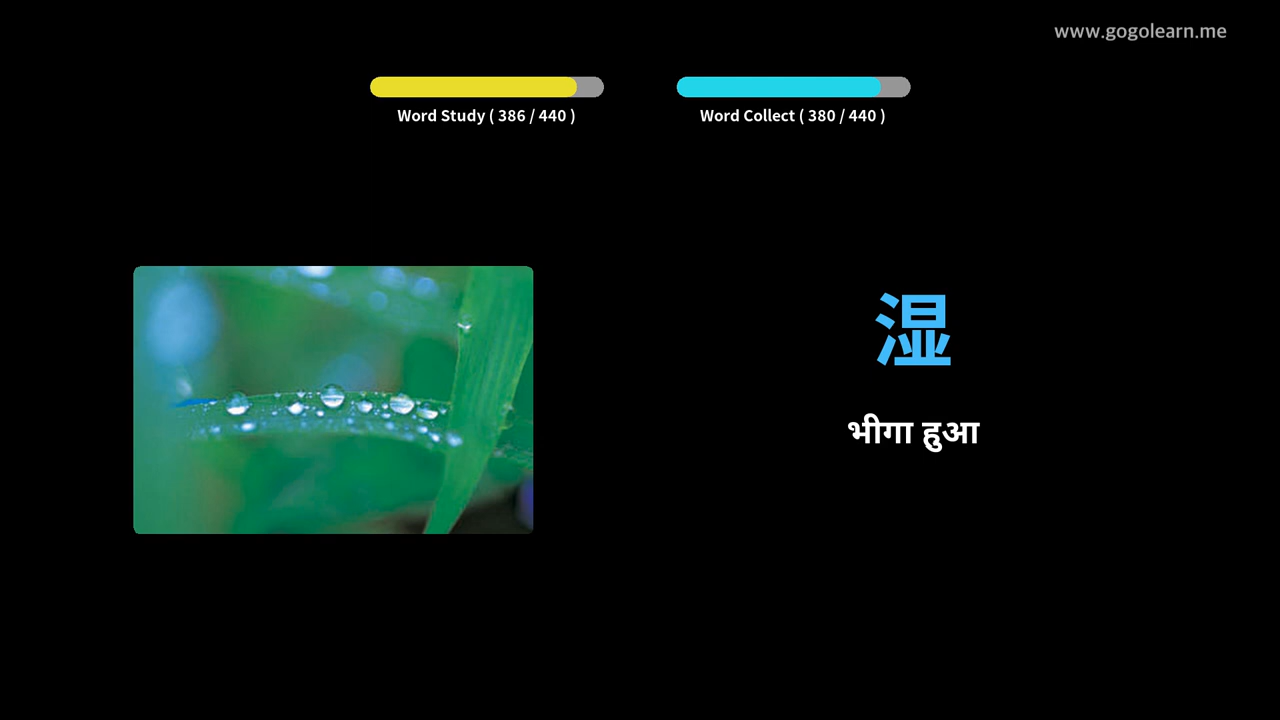 www.gogolearn.me
Word Study ( 386 / 440 )
Word Collect ( 380 / 440 )
湿
भीगा हुआ